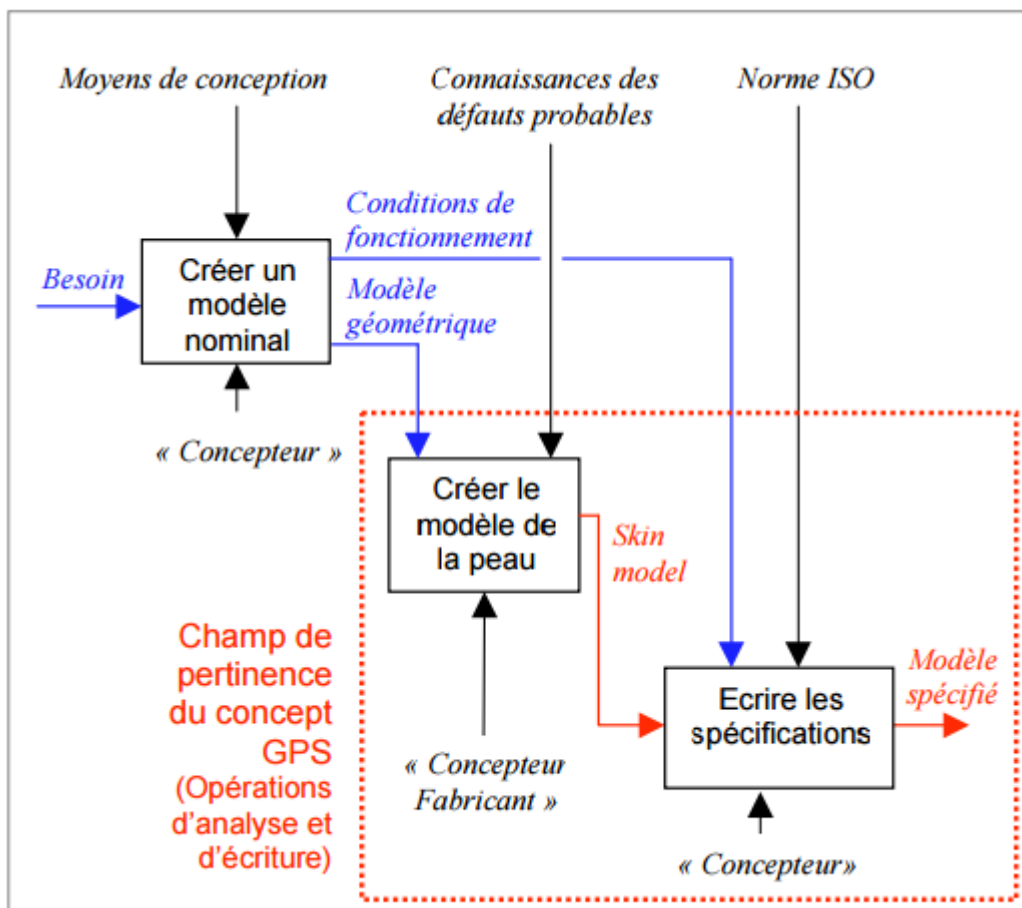 Moyens de conception
Connaissances des
défauts probables
Norme ISO
Conditions de
fonctionnement
Besoin
Créer un
modèle
nominal
Modèle
géométrique
« Concepteur »
Créer le
modèle de
la peau
Skin
model
Champ de
pertinence
du concept
GPS
(Opérations
d'analyse et
d'écriture)
Ecrire les
spécifications
Modèle
spécifié
« Concepteur
Fabricant »
« Concepteur»